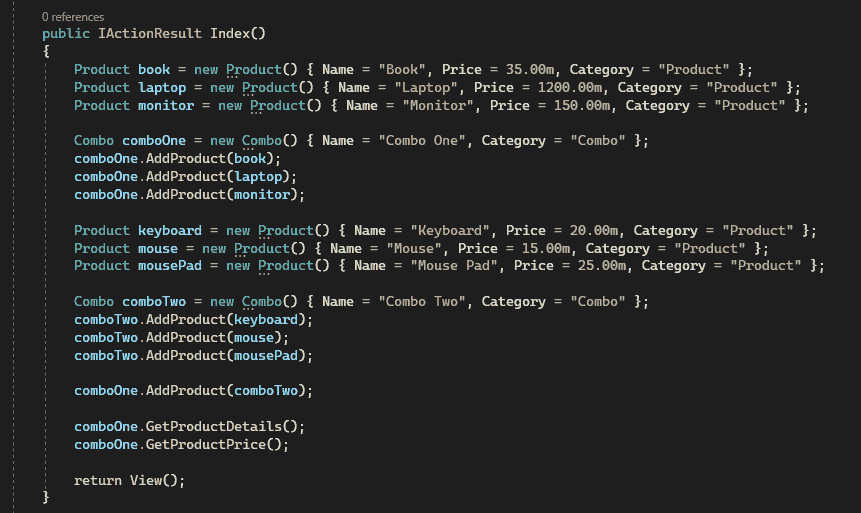 0 references
public IActionResult Index()
{
Product book = new Product() { Name = "Book", Price = 35.00m, Category = "Product" };
Product laptop = new Product() { Name = "Laptop", Price = 1200.00m, Category = "Product" };
Product monitor = new Product() { Name = "Monitor", Price = 150.00m, Category = "Product" };
Combo comboOne = new Combo() { Name = "Combo One", Category = "Combo" };
comboOne.AddProduct(book);
comboOne.AddProduct(laptop);
comboOne.AddProduct(monitor);
Product keyboard = new Product() { Name = "Keyboard", Price = 20.00m, Category = "Product" };
Product mouse = new Product() { Name = "Mouse", Price = 15.00m, Category = "Product" };
Product mousePad = new Product() { Name = "Mouse Pad", Price = 25.00m, Category = "Product" };
Combo comboTwo = new Combo() { Name = "Combo Two", Category = "Combo" };
comboTwo.AddProduct(keyboard);
comboTwo.AddProduct(mouse);
comboTwo.AddProduct(mousePad);
comboOne.AddProduct(comboTwo);
comboOne.GetProductDetails();
comboOne.GetProductPrice();
return View();
}